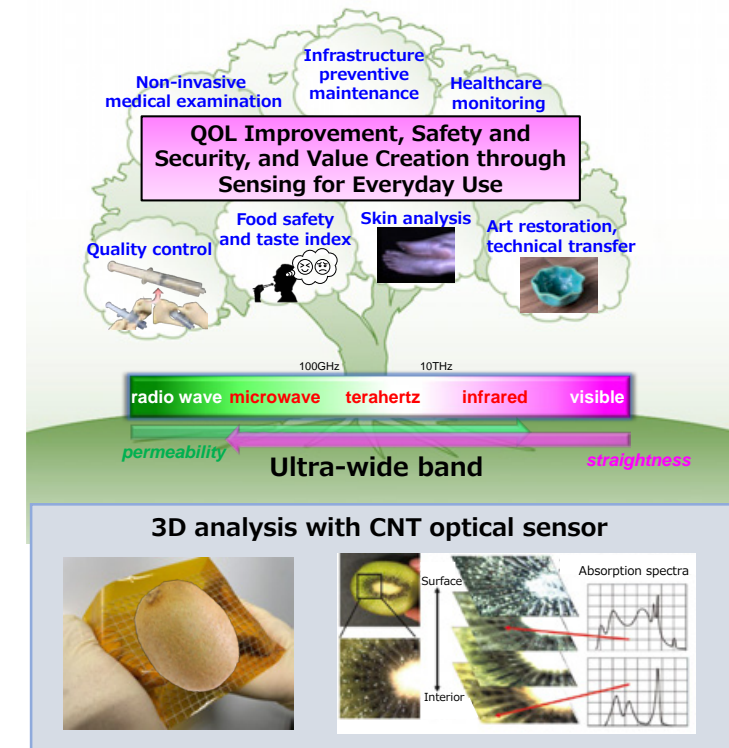 Infrastructure
preventive
maintenance
Non-invasive
medical examination
Healthcare
monitoring
QOL Improvement, Safety and
Security, and Value Creation through
Sensing for Everyday Use
Quality control
Food safety
and taste index
Skin analysis
Art restoration,
technical transfer
100GHz
10THz
radio wave microwave terahertz infrared visible
permeability
straightness
Ultra-wide band
3D analysis with CNT optical sensor
Surface
Interior
Absorption spectra